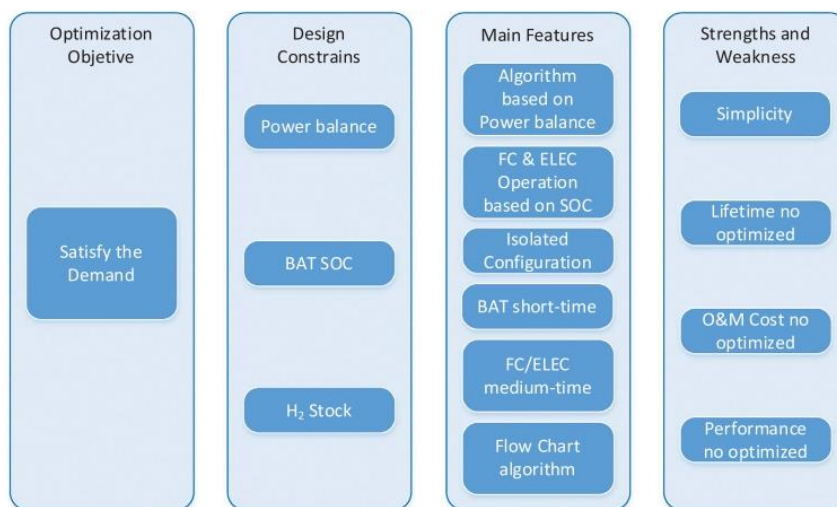 Optimization
Objetive
Satisfy the
Demand
Design
Constrains
Power balance
BAT SOC
H₂ Stock
Main Features
Algorithm
based on
Power balance
FC & ELEC
Operation
based on SOC
Isolated
Configuration
BAT short-time
FC/ELEC
medium-time
Flow Chart
algorithm
Strengths and
Weakness
Simplicity
Lifetime no
optimized
O&M Cost no
optimized
Performance
no optimized